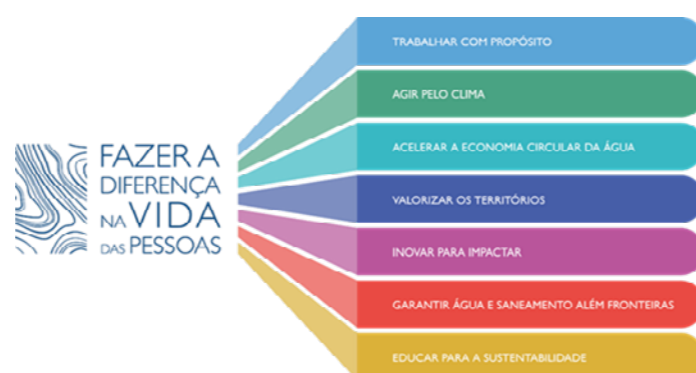 FAZER A
DIFERENÇA
NA VIDA
DAS PESSOAS
TRABALHAR COM PROPÓSITO
AGIR PELO CLIMA
ACELERAR A ECONOMIA CIRCULAR DA ÁGUA
VALORIZAR OS TERRITÓRIOS
INOVAR PARA IMPACTAR
GARANTIR ÁGUA E SANEAMENTO ALÉM FRONTEIRAS
EDUCAR PARA A SUSTENTABILIDADE